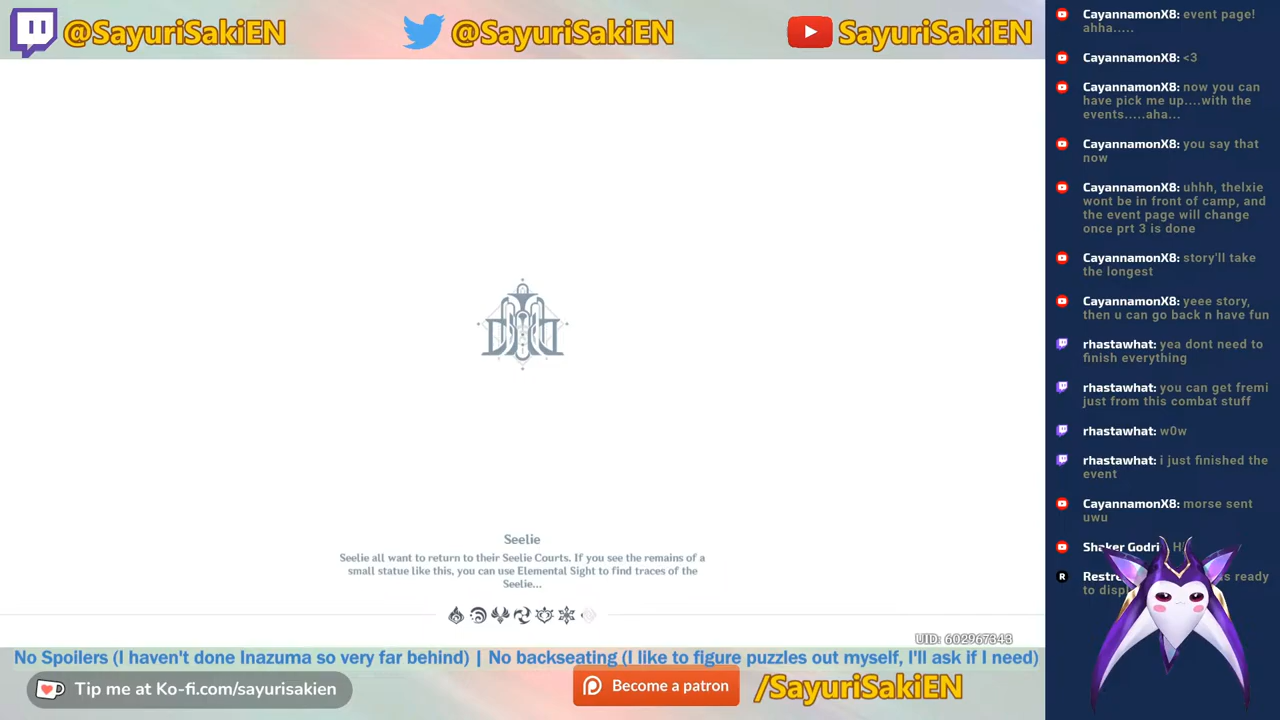 @SayuriSakiEN
@SayuriSakiEN
SayuriSakiEN
Seelie
Seelie all want to return to their Seelie Courts. If you see the remains of a
small statue like this, you can use Elemental Sight to find traces of the
Seelie...
UID: 602967343
No Spoilers (I haven't done Inazuma so very far behind) | No backseating (I like to figure puzzles out myself, I'll ask if I need)
Tip me at Ko-fi.com/sayurisakien
Become a patron
/SayuriSakiEN
CayannamonX8: event page!
ahha.....
CayannamonX8: <3
CayannamonX8: now you can
have pick me up....with the
events.....aha...
CayannamonX8: you say that
now
CayannamonX8: uhhh, thelxie
wont be in front of camp, and
the event page will change
once prt 3 is done
CayannamonX8: story'll take
the longest
CayannamonX8: yeee story,
then u can go back n have fun
rhastawhat: yea dont need to
finish everything
rhastawhat: you can get fremi
just from this combat stuff
rhastawhat: w0w
rhastawhat: i just finished the
event
CayannamonX8: morse sent
uwu
Shaker
ready
to